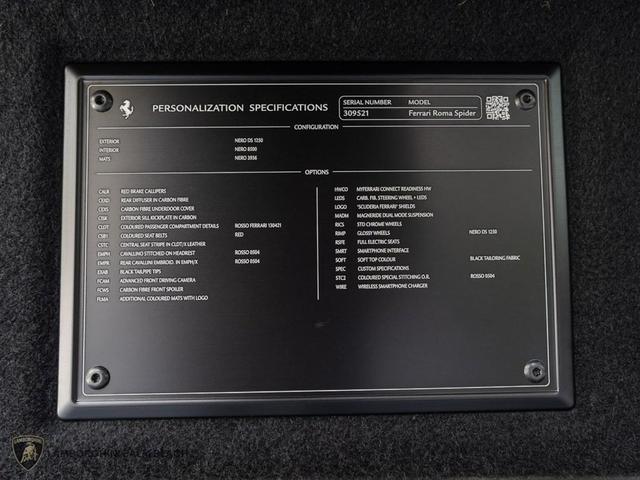 PERSONALIZATION SPECIFICATIONS
SERIAL NUMBER MODEL
309521 Ferrari Roma Spider
CONFIGURATION
EXTERIOR NERO DS 1250
INTERIOR NERO 8500
MATS NERO 3956
OPTIONS
CALR RED BRAKE CALLIPERS
CEXD REAR DIFFUSER IN CARBON FIBRE
CARBON FIBRE UNDERDOOR COVER
EXTERIOR SILL KICKPLATE IN CARBON
CLDT COLOURED PASSENGER COMPARTMENT DETAILS ROSSO FERRARI 130421
CSB1 COLOURED SEAT BELTS RED
CSTC CENTRAL SEAT STRIPE IN CLDT/X LEATHER
EMPH CAVALLINO STITCHED ON HEADREST ROSSO 0504
EMPR REAR CAVALLINI EMBROID. IN EMPH/X ROSSO 0504
EXAB BLACK TAILPIPE TIPS
FCAM ADVANCED FRONT DRIVING CAMERA
FCWS CARBON FIBRE FRONT SPOILER
FLMA ADDITIONAL COLOURED MATS WITH LOGO
HWCO MYFERRARI CONNECT READINESS HW
LEDS CARB. FIB. STEERING WHEEL + LEDS
LOGO "SCUDERIA FERRARI" SHIELDS
MADM MAGNERIDE DUAL MODE SUSPENSION
RICS STD CHROME WHEELS
RIMP GLOSSY WHEELS NERO DS 1250
RSFE FULL ELECTRIC SEATS
SMRT SMARTPHONE INTERFACE
SOFT SOFT TOP COLOUR BLACK TAILORING FABRIC
SPEC CUSTOM SPECIFICATIONS
STC2 COLOURED SPECIAL STITCHING O.R. ROSSO 0504
WIRE WIRELESS SMARTPHONE CHARGER
LAMBORGHINI PALM BEACH